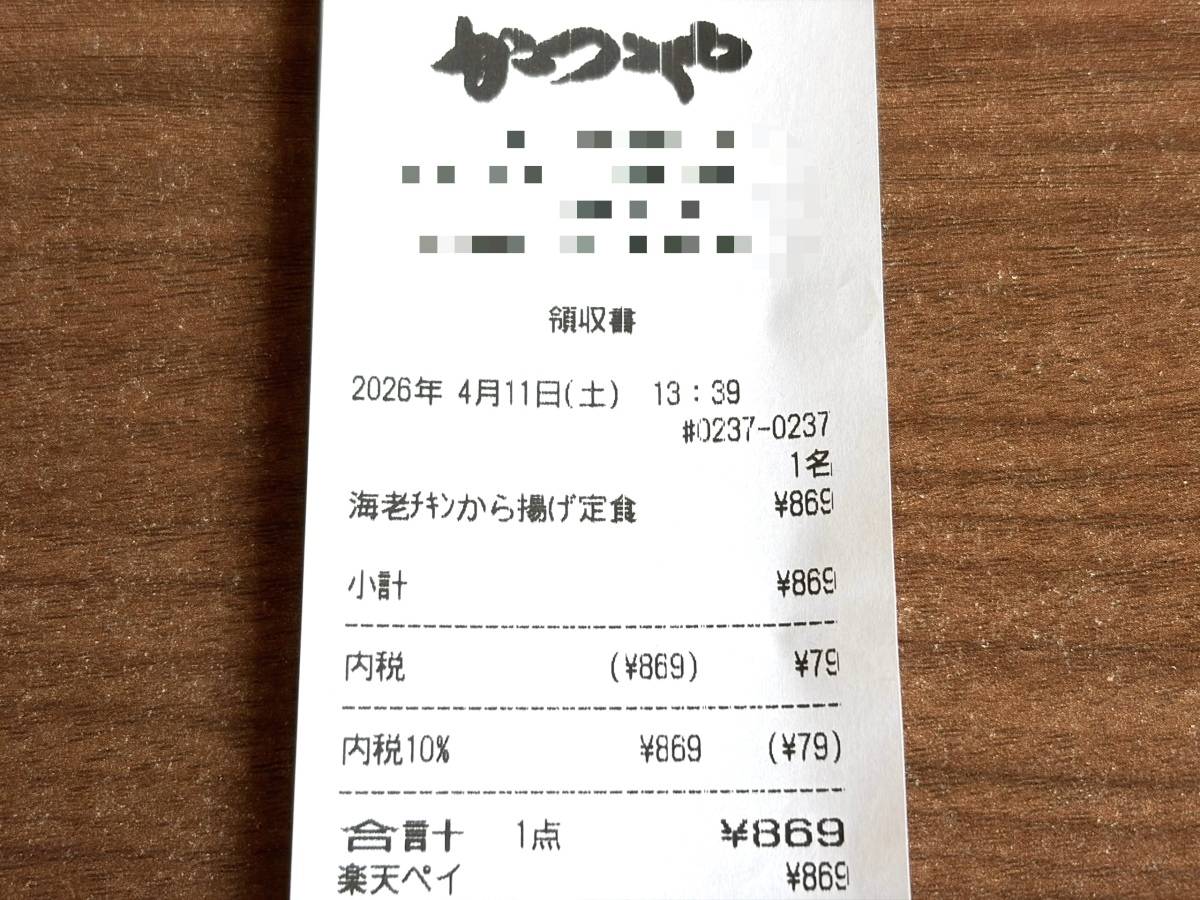 かつや
領収書
2026年 4月11日(土) 13:39
#0237-0237
1名
海老ﾁｷﾝから揚げ定食 ¥869
小計 ¥869
内税 (¥869) ¥79
内税10% ¥869 (¥79)
合計 1点 ¥869
楽天ペイ ¥869